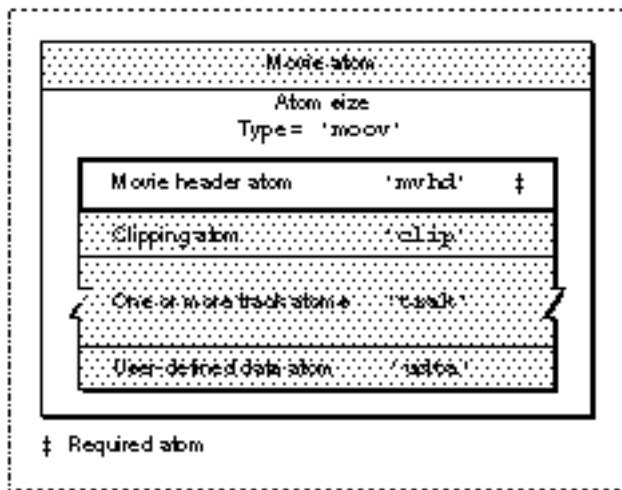 Movie atom
Atom size
Type = 'moov'
Movie header atom 'mvhd' ‡
Clipping atom 'clip'
One or more track atoms 'trak'
User-defined data atom 'udta'
‡ Required atom